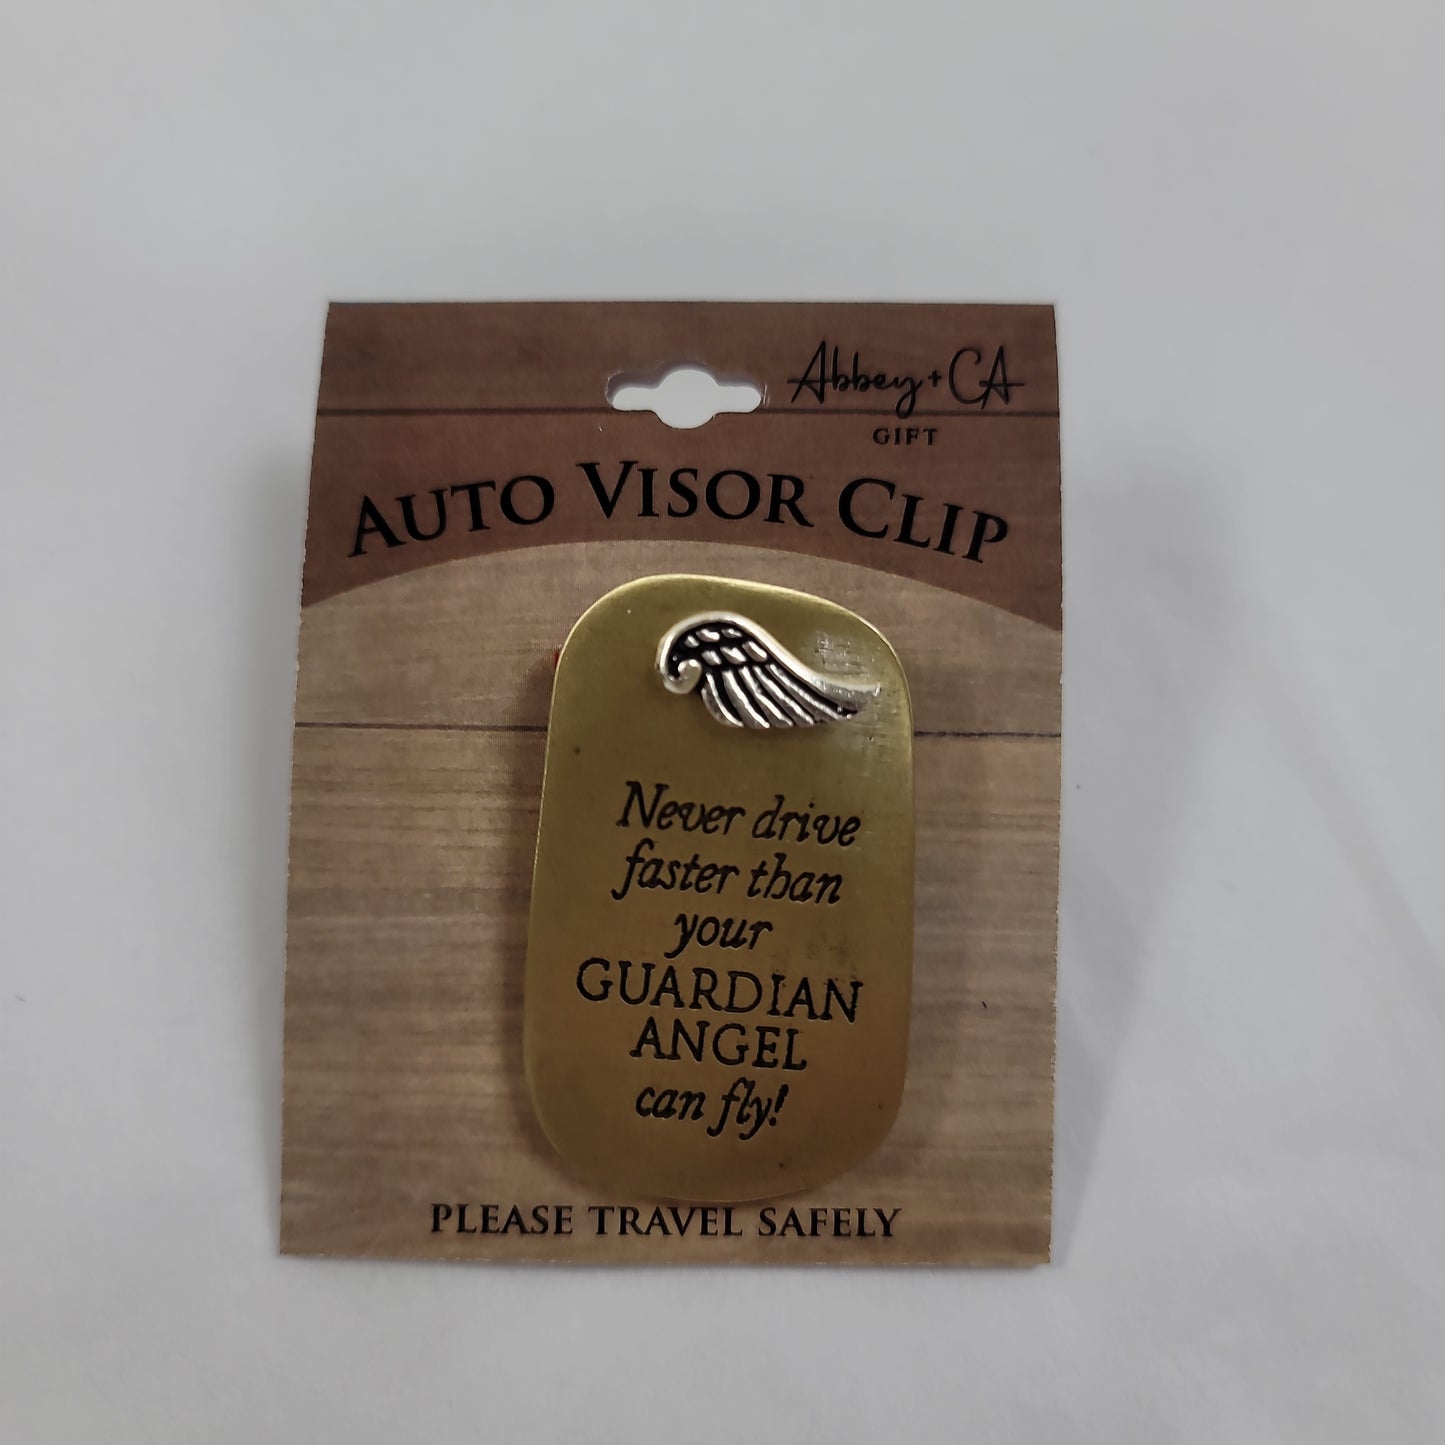 Abbey + CA
GIFT
AUTO VISOR CLIP
Never drive
faster than
your
GUARDIAN
ANGEL
can fly!
PLEASE TRAVEL SAFELY